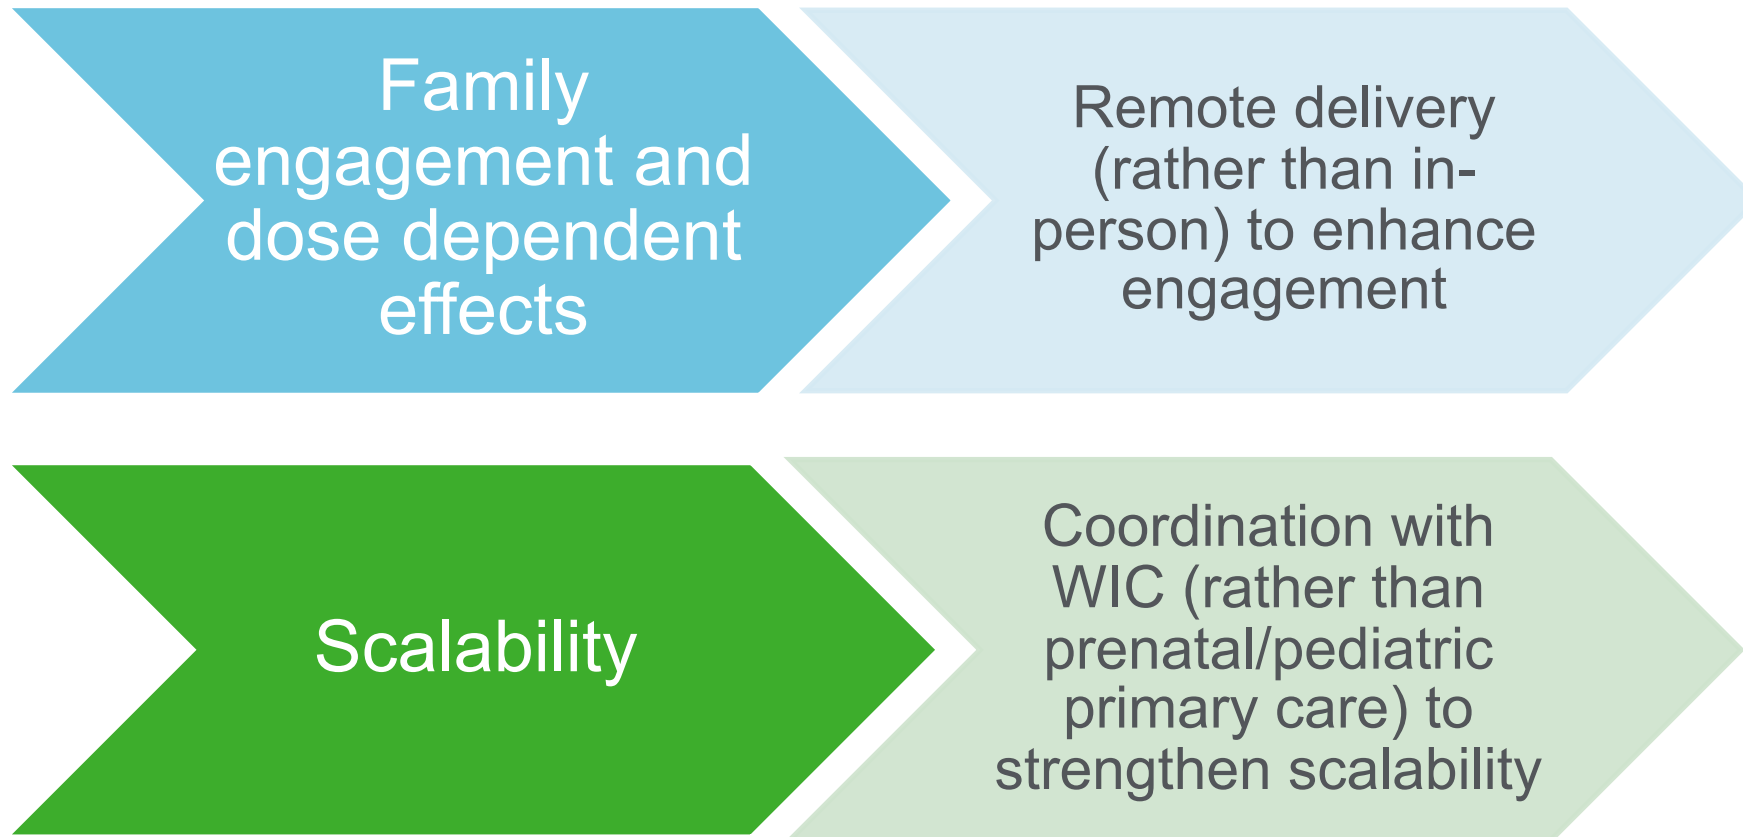 Family
engagement and
dose dependent
effects
Remote delivery
(rather than in-
person) to enhance
engagement
Scalability
Coordination with
WIC (rather than
prenatal/pediatric
primary care) to
strengthen scalability